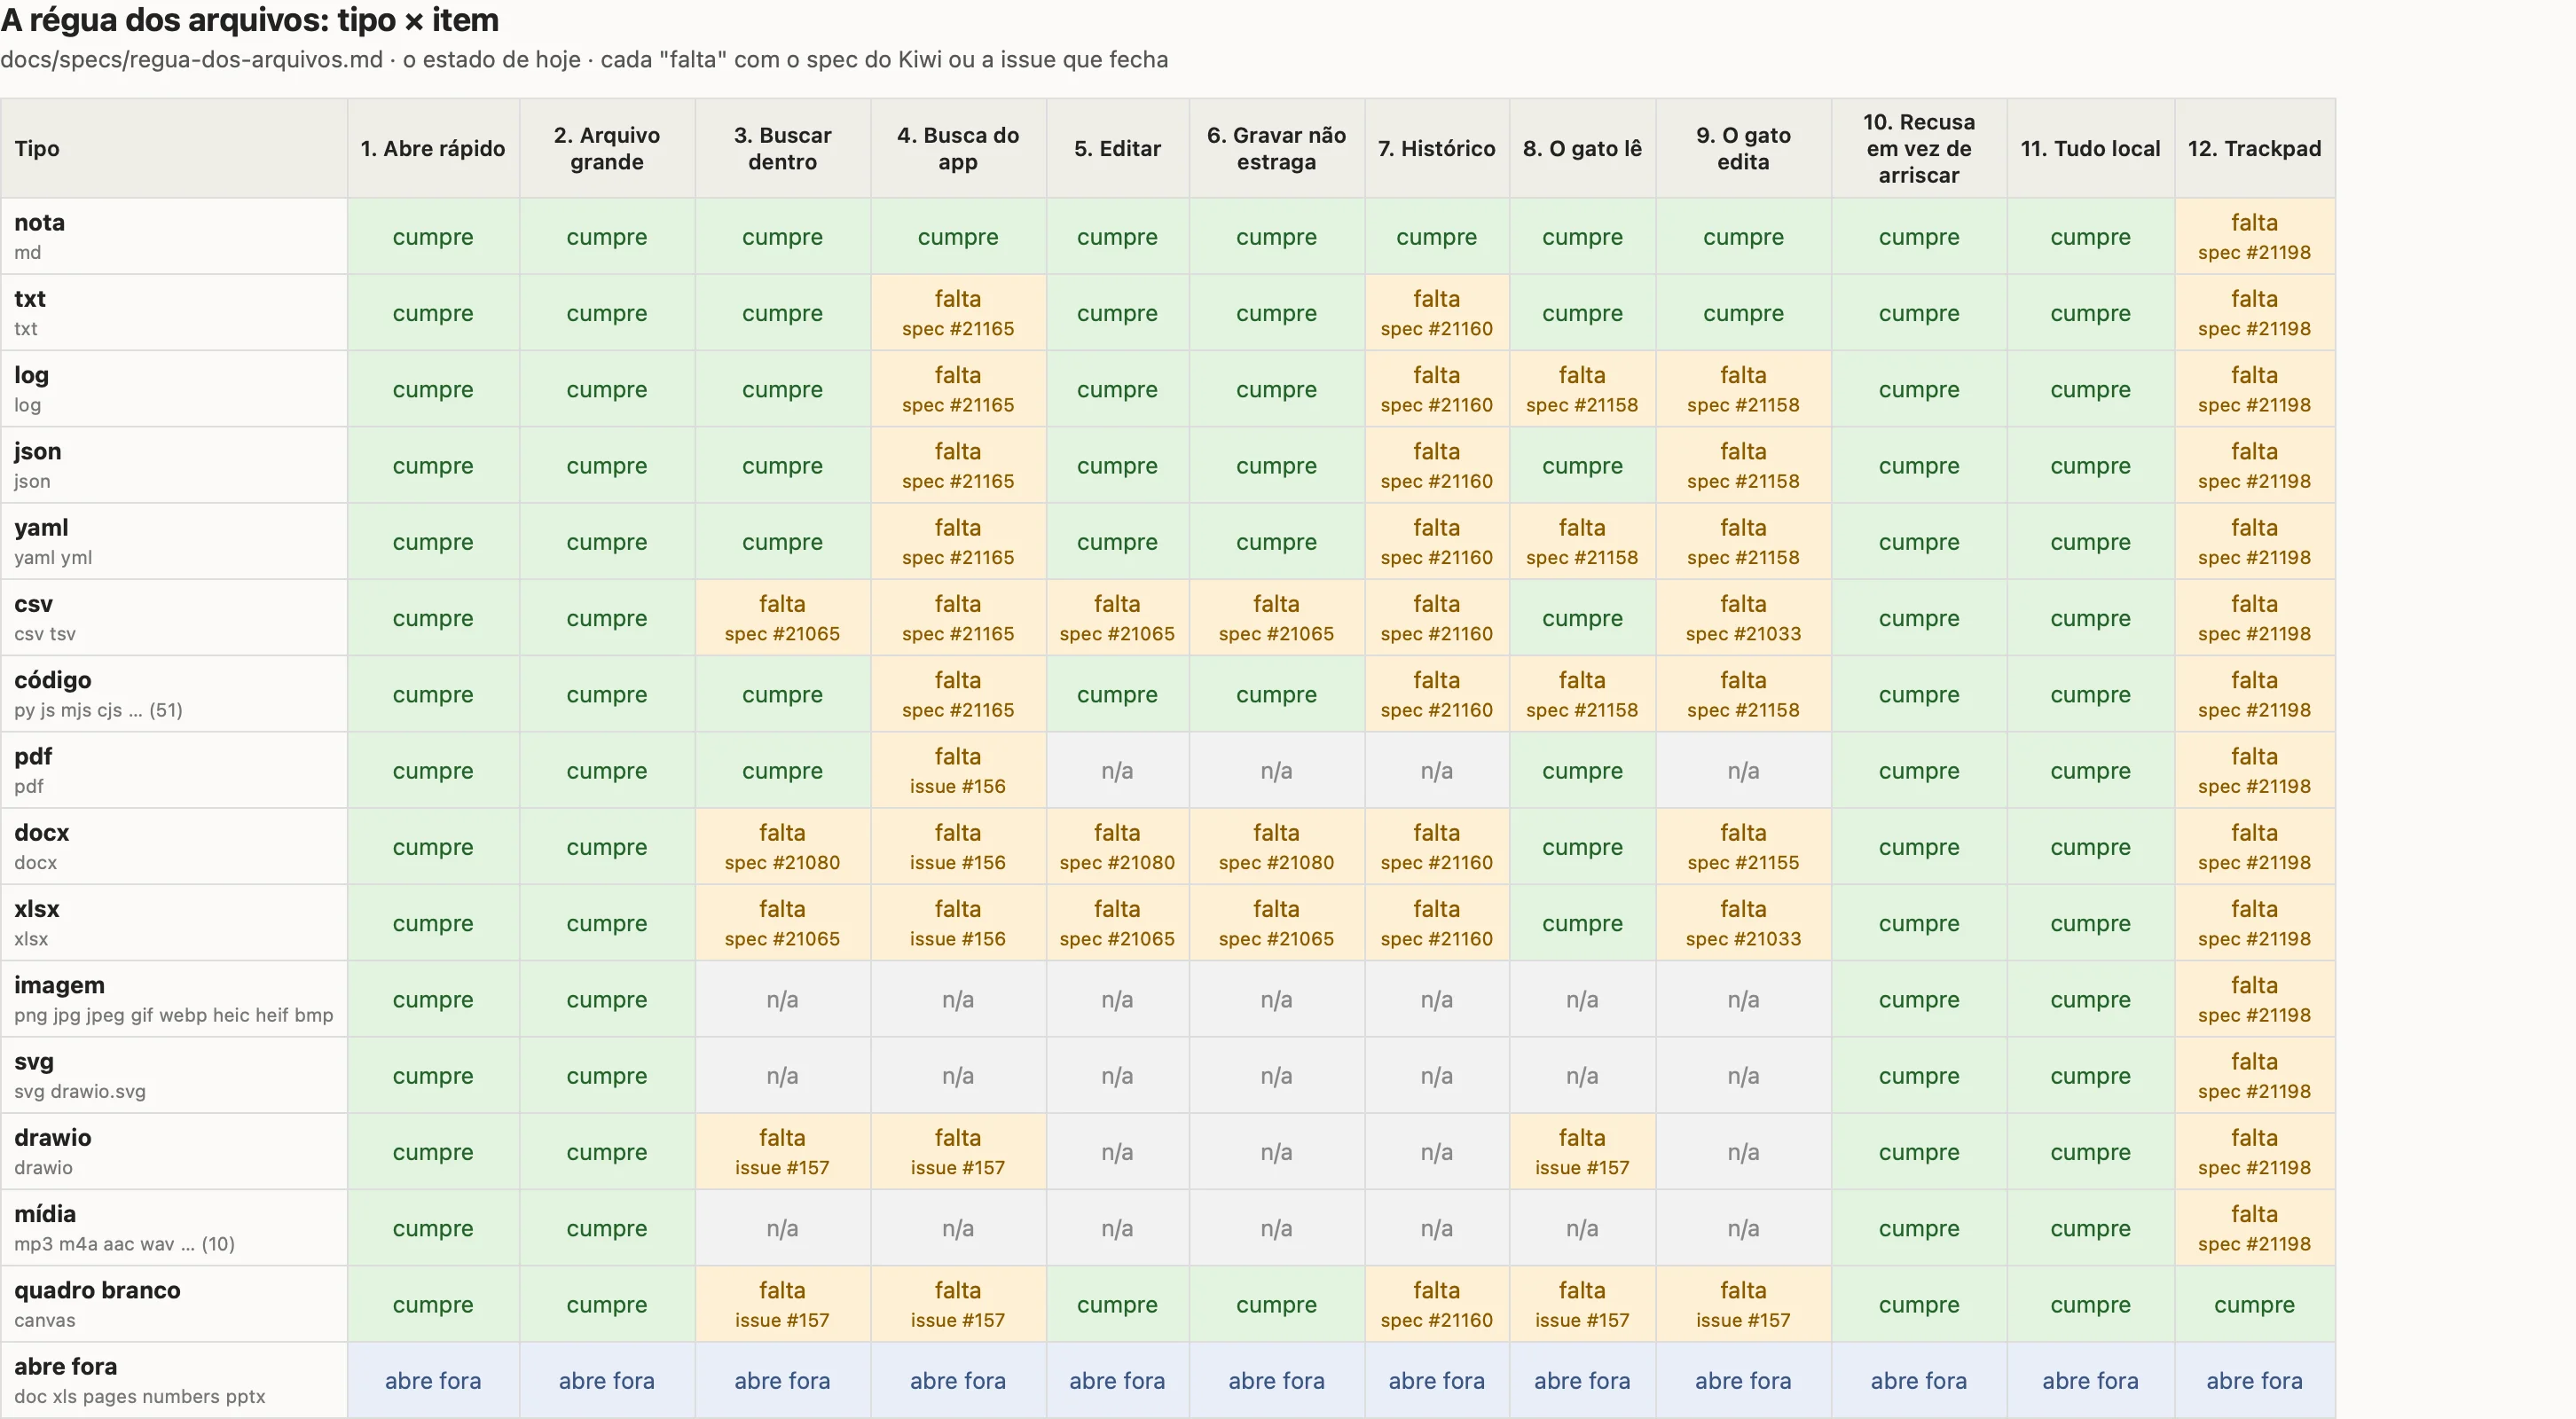 A régua dos arquivos: tipo × item
docs/specs/regua-dos-arquivos.md · o estado de hoje · cada "falta" com o spec do Kiwi ou a issue que fecha
Tipo 1. Abre rápido 2. Arquivo grande 3. Buscar dentro 4. Busca do app 5. Editar 6. Gravar não estraga 7. Histórico 8. O gato lê 9. O gato edita 10. Recusa em vez de arriscar 11. Tudo local 12. Trackpad
nota cumpre cumpre cumpre cumpre cumpre cumpre cumpre cumpre cumpre cumpre cumpre falta
md spec #21198
txt cumpre cumpre cumpre falta cumpre cumpre falta cumpre cumpre cumpre cumpre falta
txt spec #21165 spec #21160 spec #21198
log cumpre cumpre cumpre falta cumpre cumpre falta falta falta cumpre cumpre falta
log spec #21165 spec #21160 spec #21158 spec #21158 spec #21198
json cumpre cumpre cumpre falta cumpre cumpre falta cumpre falta cumpre cumpre falta
json spec #21165 spec #21160 spec #21158 spec #21198
yaml cumpre cumpre cumpre falta cumpre cumpre falta falta falta cumpre cumpre falta
yaml yml spec #21165 spec #21160 spec #21158 spec #21158 spec #21198
csv cumpre cumpre falta falta falta falta falta cumpre falta cumpre cumpre falta
csv tsv spec #21065 spec #21165 spec #21065 spec #21065 spec #21160 spec #21033 spec #21198
código cumpre cumpre cumpre falta cumpre cumpre falta falta falta cumpre cumpre falta
py js mjs cjs ... (51) spec #21165 spec #21160 spec #21158 spec #21158 spec #21198
pdf cumpre cumpre cumpre falta n/a n/a n/a cumpre n/a cumpre cumpre falta
pdf issue #156 spec #21198
docx cumpre cumpre falta falta falta falta falta cumpre falta cumpre cumpre falta
docx spec #21080 issue #156 spec #21080 spec #21080 spec #21160 spec #21155 spec #21198
xlsx cumpre cumpre falta falta falta falta falta cumpre falta cumpre cumpre falta
xlsx spec #21065 issue #156 spec #21065 spec #21065 spec #21160 spec #21033 spec #21198
imagem cumpre cumpre n/a n/a n/a n/a n/a n/a n/a cumpre cumpre falta
png jpg jpeg gif webp heic heif bmp spec #21198
svg cumpre cumpre n/a n/a n/a n/a n/a n/a n/a cumpre cumpre falta
svg drawio.svg spec #21198
drawio cumpre cumpre falta falta n/a n/a n/a falta n/a cumpre cumpre falta
drawio issue #157 issue #157 issue #157 spec #21198
mídia cumpre cumpre n/a n/a n/a n/a n/a n/a n/a cumpre cumpre falta
mp3 m4a aac wav ... (10) spec #21198
quadro branco cumpre cumpre falta falta cumpre cumpre falta falta falta cumpre cumpre cumpre
canvas issue #157 issue #157 spec #21160 issue #157 issue #157
abre fora abre fora abre fora abre fora abre fora abre fora abre fora abre fora abre fora abre fora abre fora abre fora abre fora
doc xls pages numbers pptx